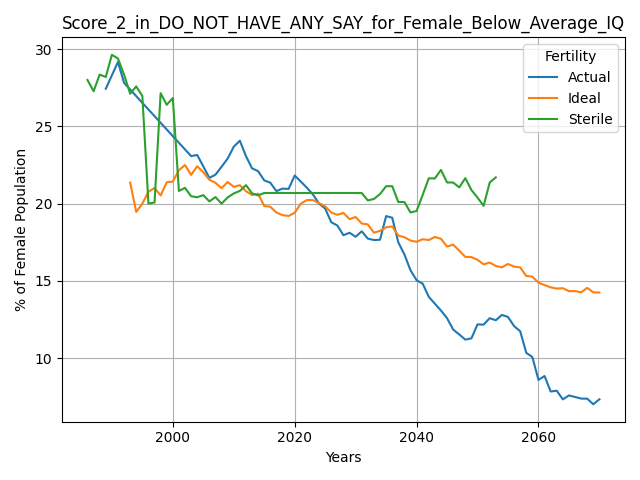 Score_2_in_DO_NOT_HAVE_ANY_SAY_for_Female_Below_Average_IQ
30
25
20
15
10
% of Female Population
Fertility
Actual
Ideal
Sterile
2000
2020
2040
2060
Years